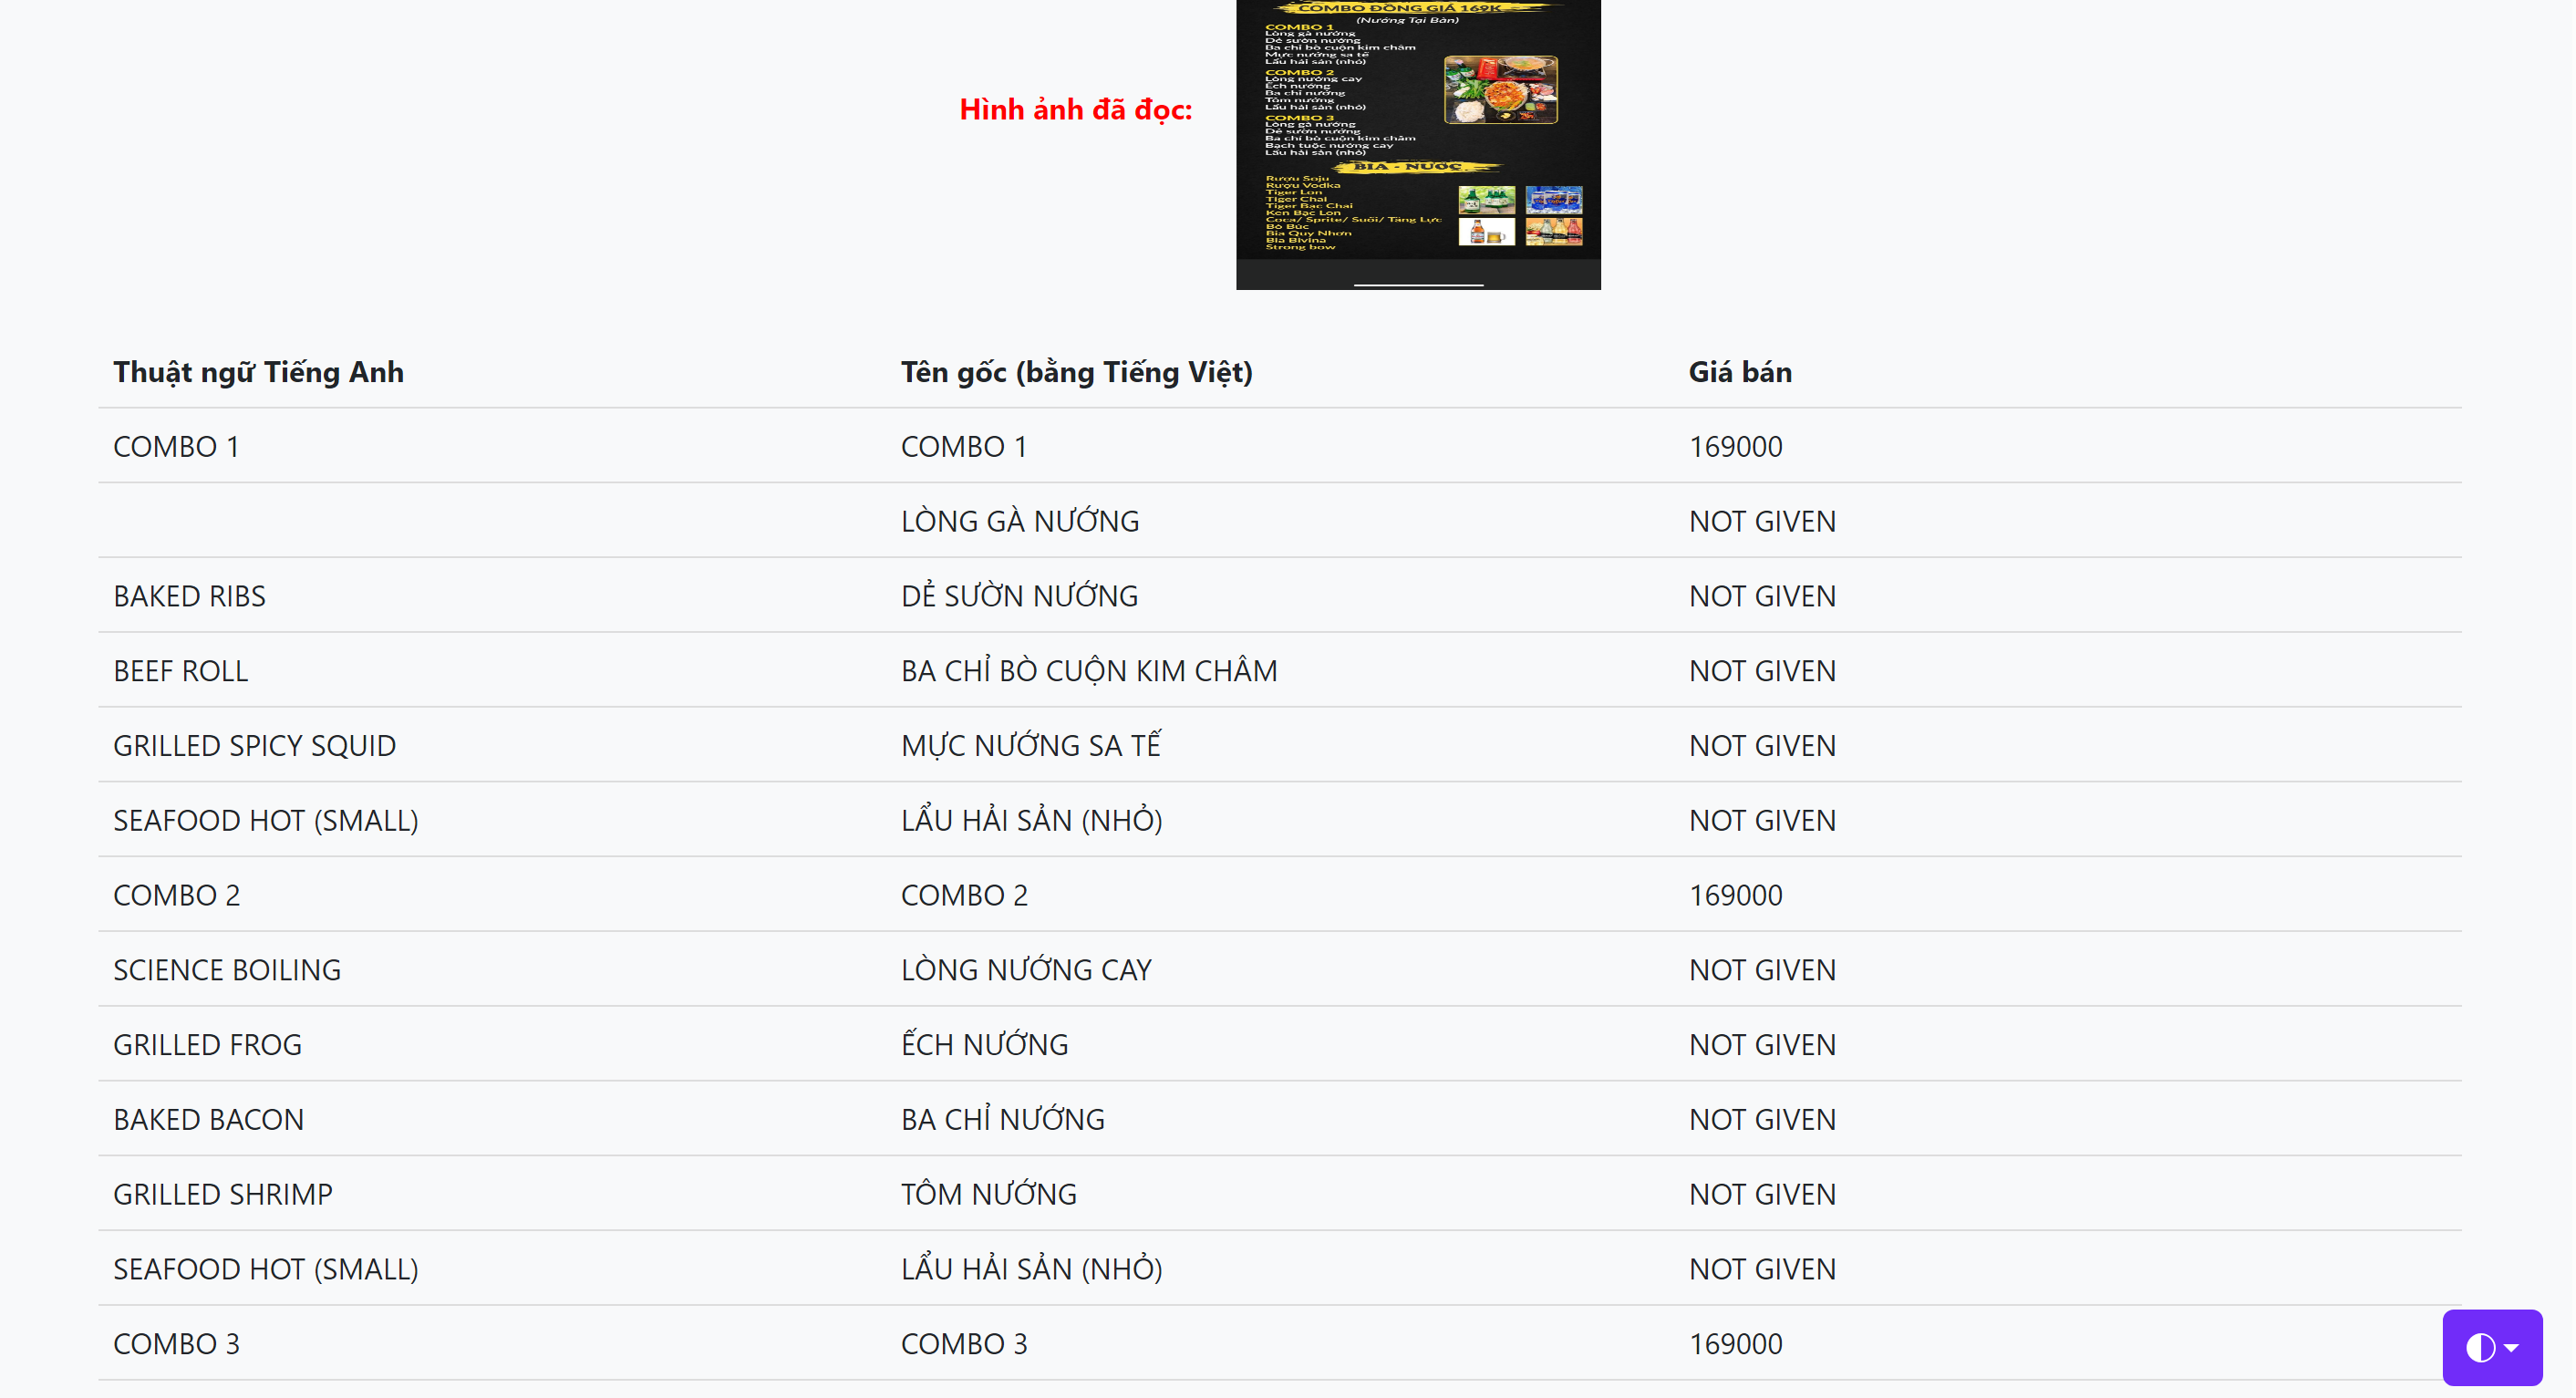 COMBO ĐỒNG GIÁ 169K
(Nướng Tại Bàn)
COMBO 1
Lòng gà nướng
Dẻ sườn nướng
Ba chỉ bò cuộn kim châm
Mực nướng sa tế
Lẩu hải sản (nhỏ)
COMBO 2
Lòng nướng cay
Ếch nướng
Ba chỉ nướng
Tôm nướng
Lẩu hải sản (nhỏ)
COMBO 3
Lòng gà nướng
Dẻ sườn nướng
Ba chỉ bò cuộn kim châm
Bạch tuộc nướng cay
Lẩu hải sản (nhỏ)
BIA - NƯỚC
Rượu Soju
Rượu Vodka
Tiger Lon
Tiger Chai
Tiger Bạc Chai
Ken Bạc Lon
Coca/ Sprite/ Suối/ Tăng Lực
Bò Húc
Bia Quy Nhơn
Bia Bivina
Strong bow
Hình ảnh đã đọc:
Thuật ngữ Tiếng Anh Tên gốc (bằng Tiếng Việt) Giá bán
COMBO 1 COMBO 1 169000
LÒNG GÀ NƯỚNG NOT GIVEN
BAKED RIBS DẺ SƯỜN NƯỚNG NOT GIVEN
BEEF ROLL BA CHỈ BÒ CUỘN KIM CHÂM NOT GIVEN
GRILLED SPICY SQUID MỰC NƯỚNG SA TẾ NOT GIVEN
SEAFOOD HOT (SMALL) LẨU HẢI SẢN (NHỎ) NOT GIVEN
COMBO 2 COMBO 2 169000
SCIENCE BOILING LÒNG NƯỚNG CAY NOT GIVEN
GRILLED FROG ẾCH NƯỚNG NOT GIVEN
BAKED BACON BA CHỈ NƯỚNG NOT GIVEN
GRILLED SHRIMP TÔM NƯỚNG NOT GIVEN
SEAFOOD HOT (SMALL) LẨU HẢI SẢN (NHỎ) NOT GIVEN
COMBO 3 COMBO 3 169000